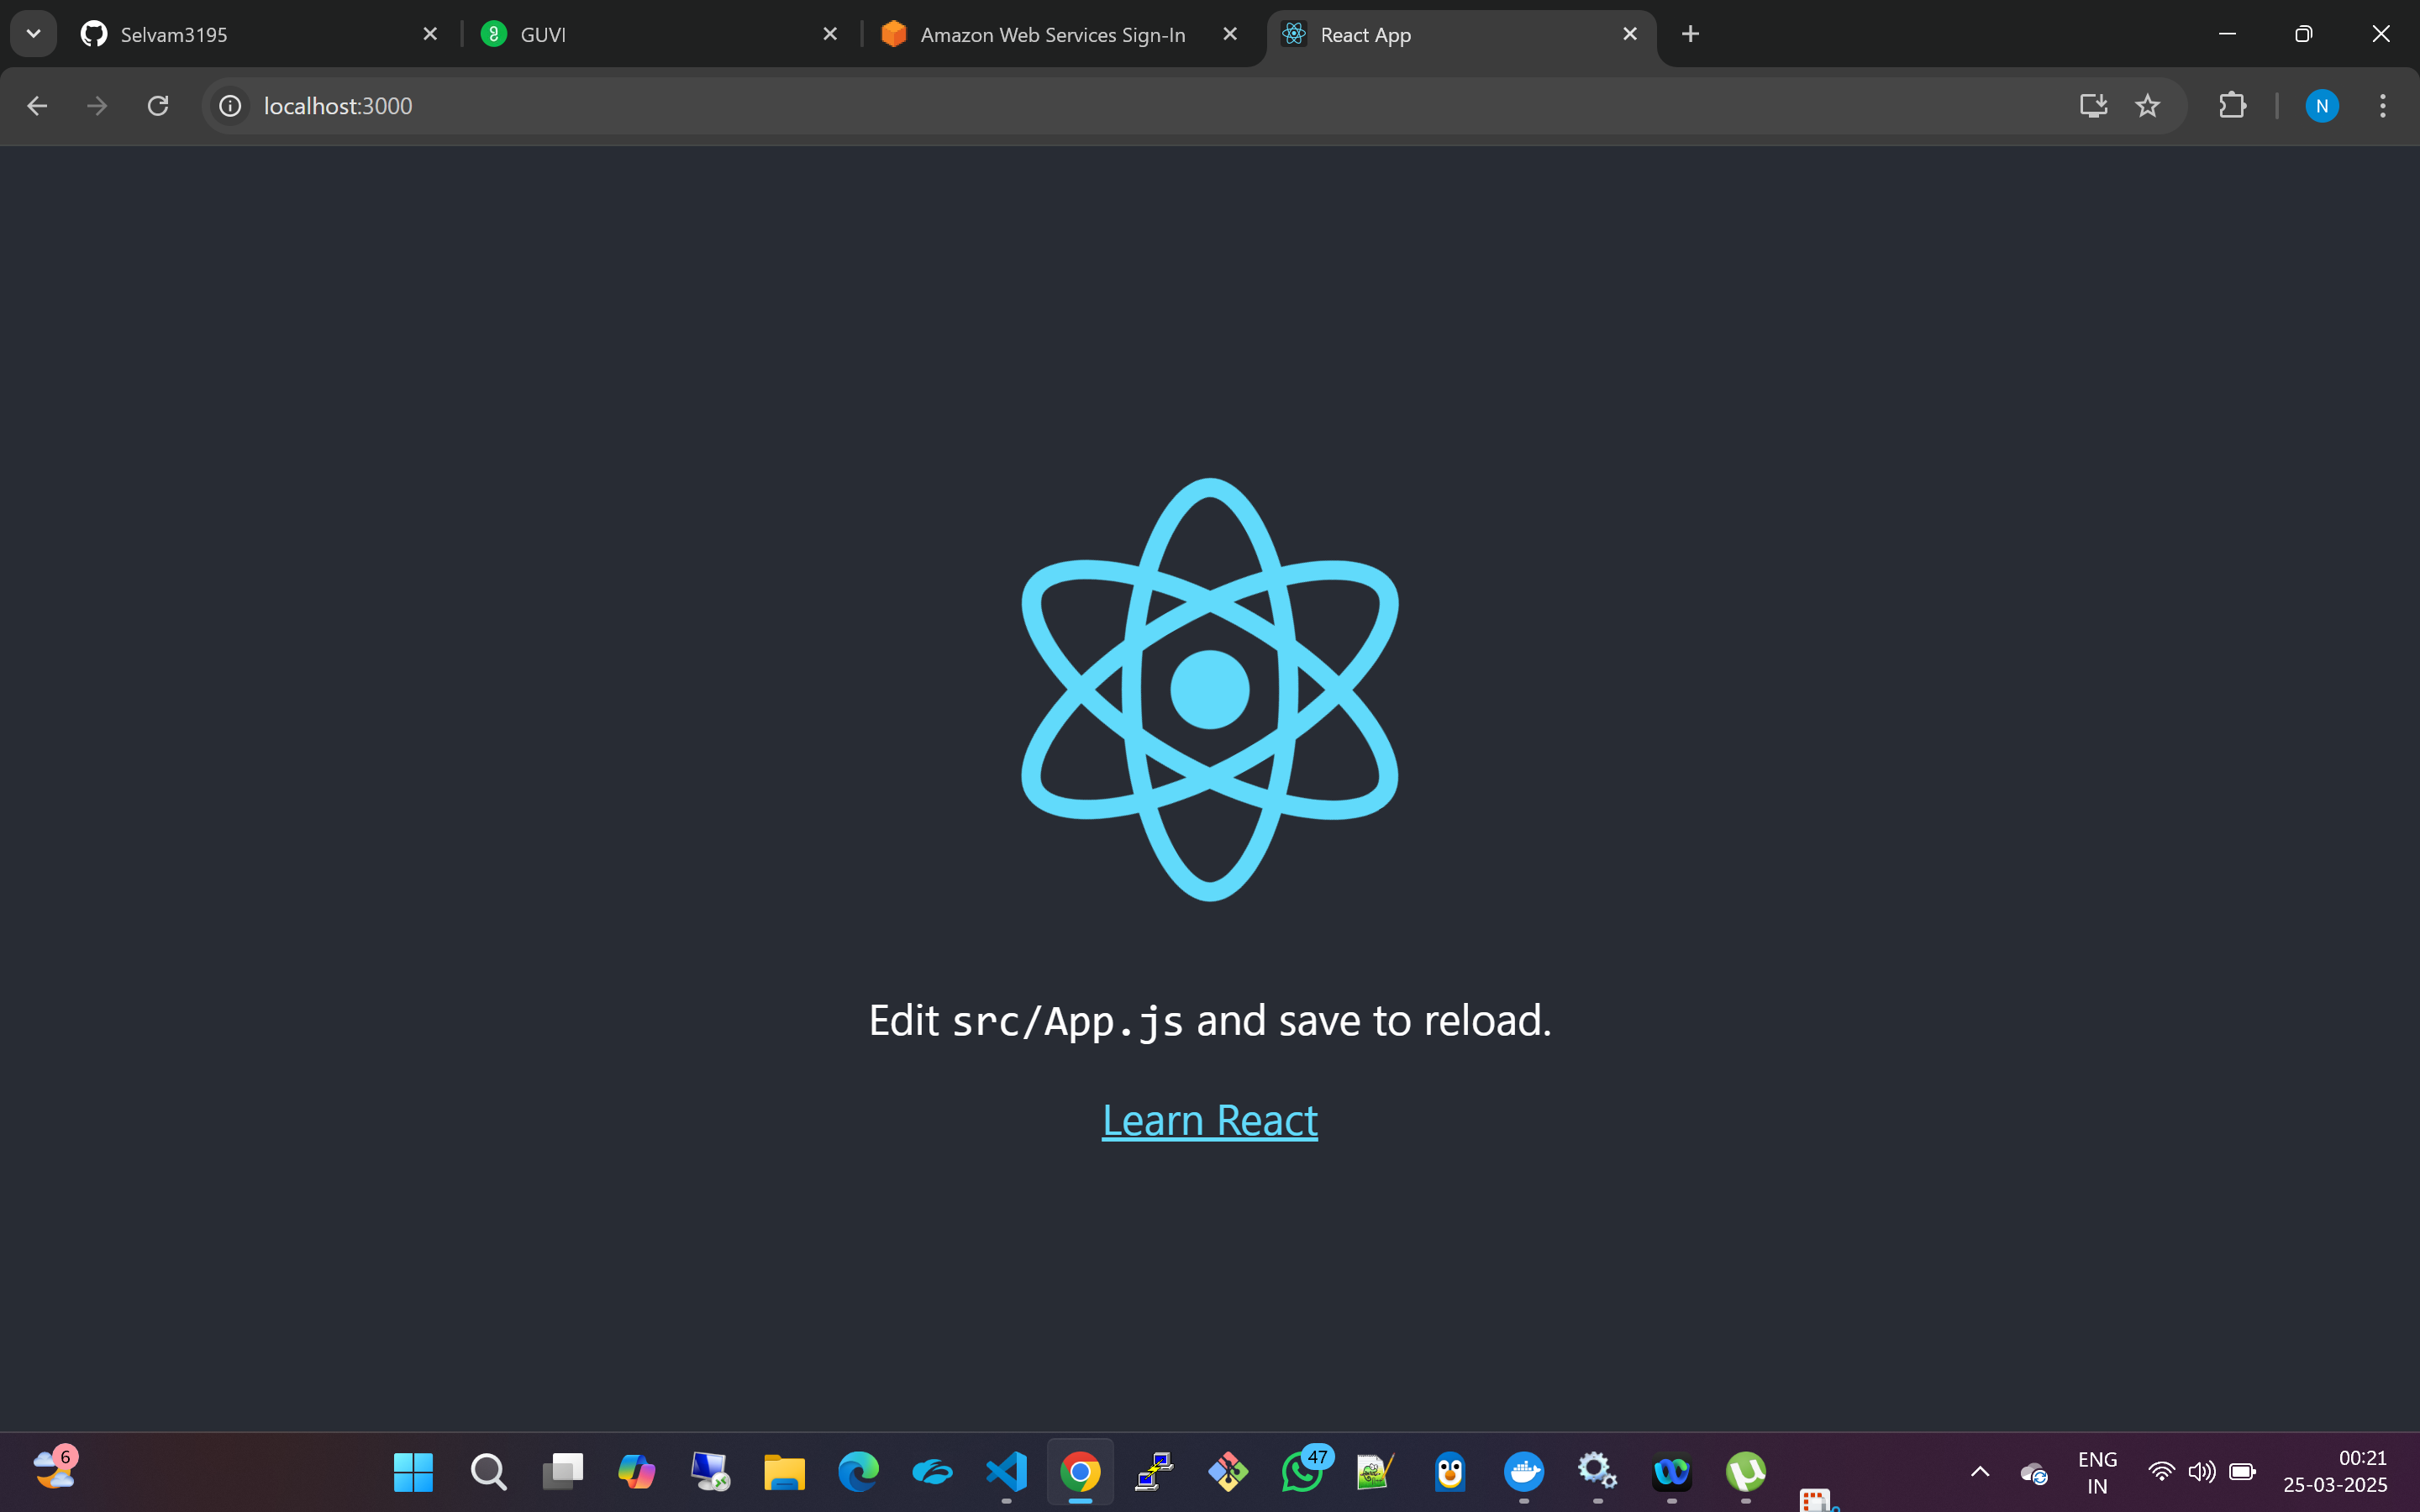 Selvam3195
GUVI
Amazon Web Services Sign-In
React App
localhost:3000
N
Edit src/App.js and save to reload.
Learn React
6
47
ENG
IN
00:21
25-03-2025